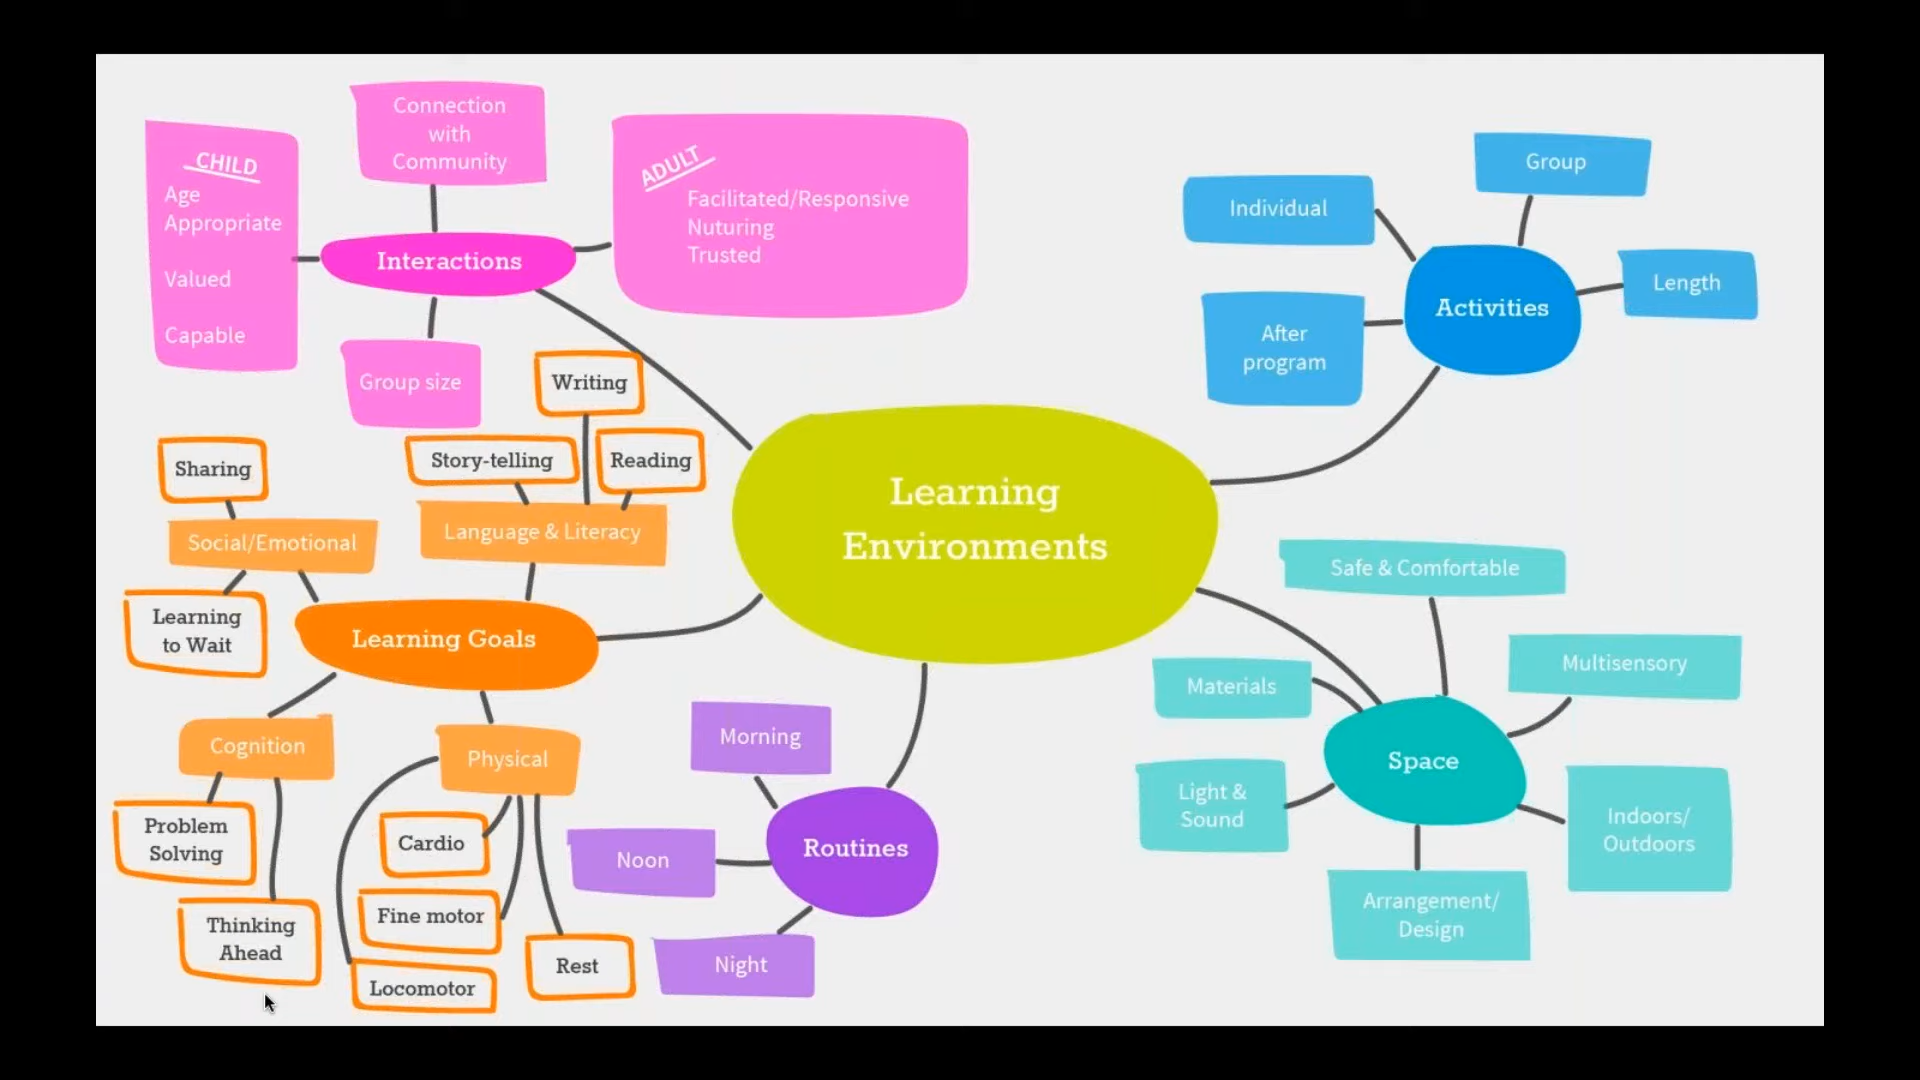 Learning
Environments
Interactions
Connection
with
Community
CHILD
Age
Appropriate
Valued
Capable
ADULT
Facilitated/Responsive
Nuturing
Trusted
Group size
Activities
Individual
Group
Length
After
program
Learning Goals
Social/Emotional
Sharing
Learning
to Wait
Language & Literacy
Writing
Story-telling
Reading
Cognition
Problem
Solving
Thinking
Ahead
Physical
Cardio
Fine motor
Locomotor
Rest
Routines
Morning
Noon
Night
Space
Safe & Comfortable
Multisensory
Materials
Light &
Sound
Indoors/
Outdoors
Arrangement/
Design